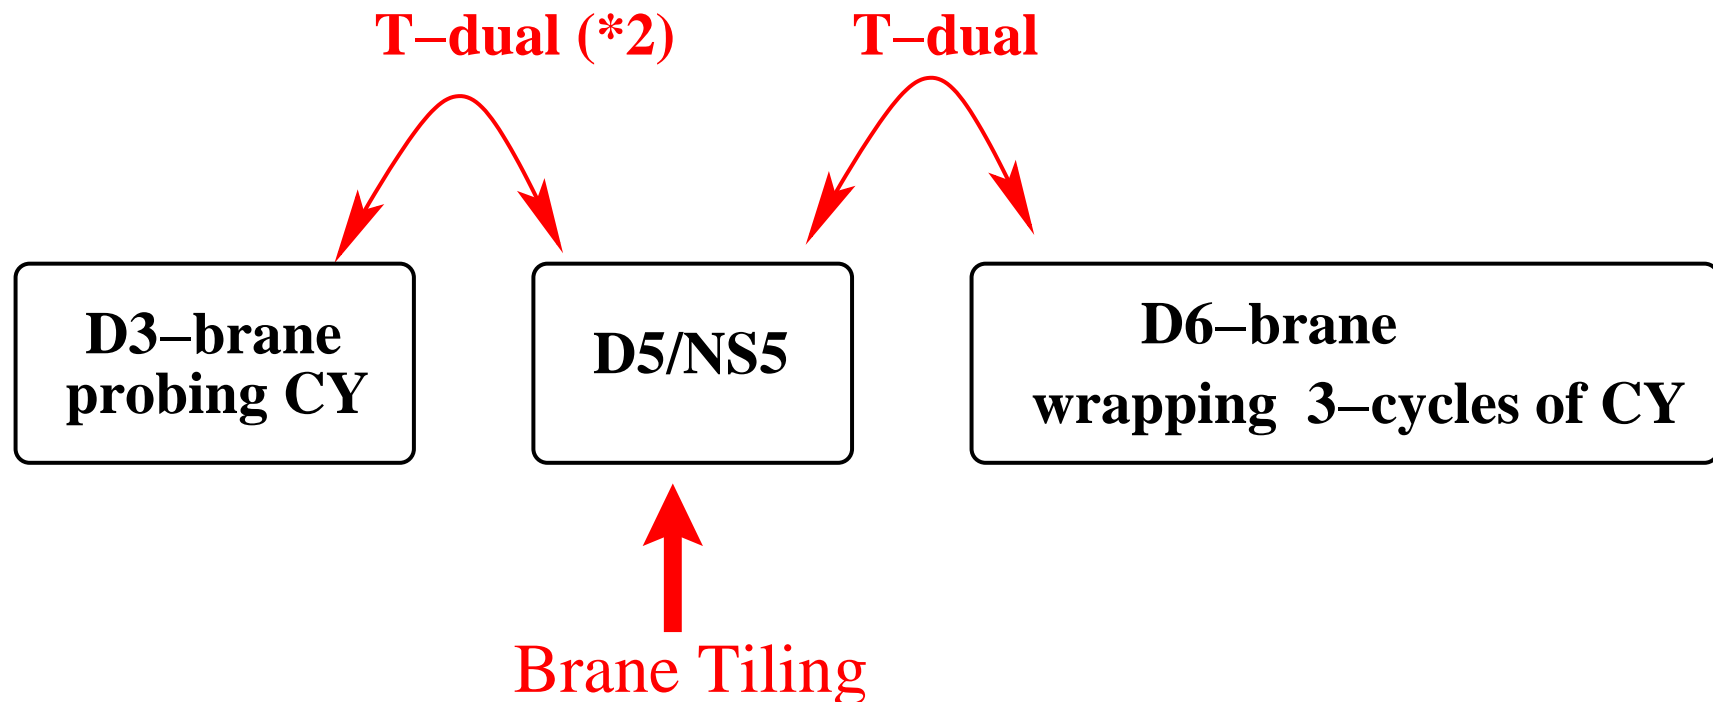 T–dual (*2) T–dual
D3–brane
probing CY
D5/NS5
D6–brane
wrapping 3–cycles of CY
Brane Tiling